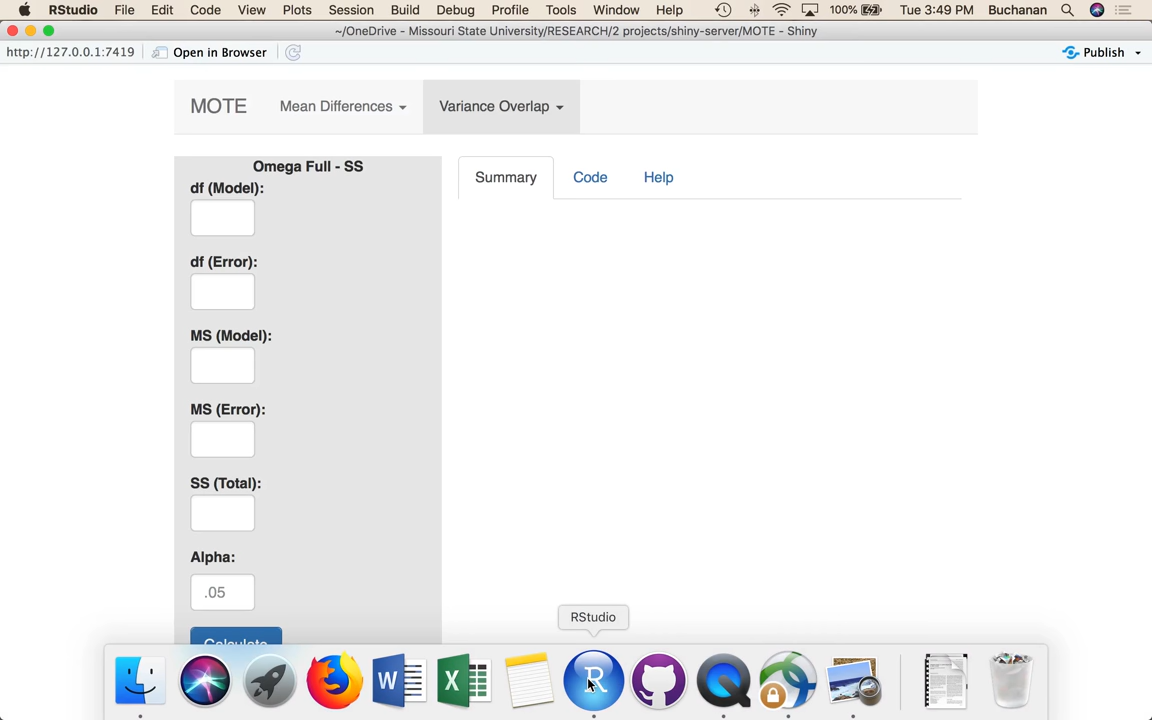 RStudio File Edit Code View Plots Session Build Debug Profile Tools Window Help 100% Tue 3:49 PM Buchanan
~/OneDrive - Missouri State University/RESEARCH/2 projects/shiny-server/MOTE - Shiny
http://127.0.0.1:7419 Open in Browser Publish
MOTE Mean Differences Variance Overlap
Omega Full - SS
df (Model):
df (Error):
MS (Model):
MS (Error):
SS (Total):
Alpha:
.05
Calculate
Summary Code Help
RStudio
W X R Q